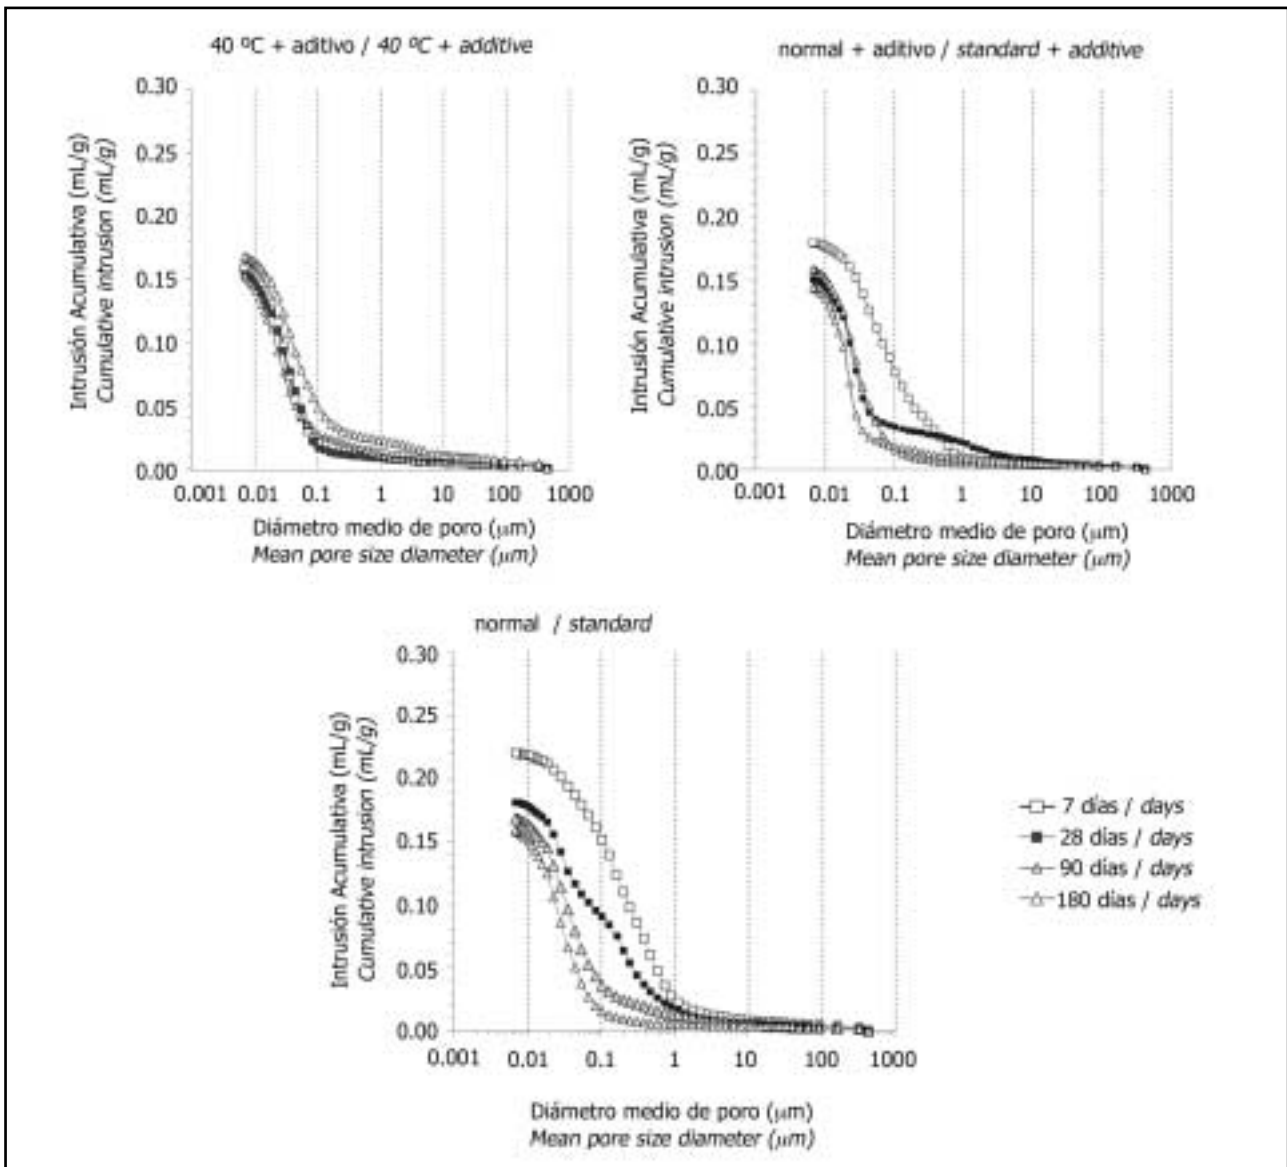 40 ºC + aditivo / 40 ºC + additive
0.30
0.25
0.20
0.15
0.10
0.05
0.00
Intrusión Acumulativa (mL/g)
Cumulative intrusion (mL/g)
0.001 0.01 0.1 1 10 100 1000
Diámetro medio de poro (μm)
Mean pore size diameter (μm)
normal + aditivo / standard + additive
0.30
0.25
0.20
0.15
0.10
0.05
0.00
Intrusión Acumulativa (mL/g)
Cumulative intrusion (mL/g)
0.001 0.01 0.1 1 10 100 1000
Diámetro medio de poro (μm)
Mean pore size diameter (μm)
normal / standard
0.30
0.25
0.20
0.15
0.10
0.05
0.00
Intrusión Acumulativa (mL/g)
Cumulative intrusion (mL/g)
0.001 0.01 0.1 1 10 100 1000
Diámetro medio de poro (μm)
Mean pore size diameter (μm)
7 días / days
28 días / days
90 días / days
180 días / days